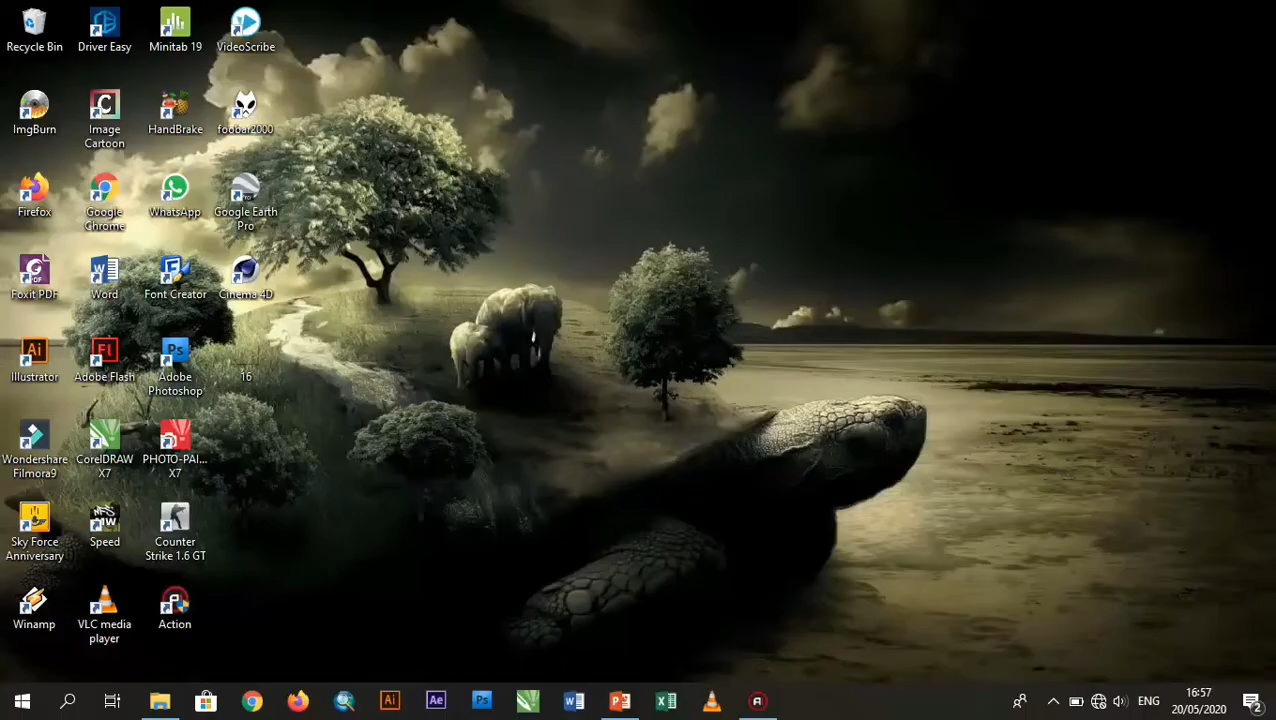 Recycle Bin
Driver Easy
Minitab 19
VideoScribe
ImgBurn
Image
Cartoon
HandBrake
foobar2000
Firefox
Google
Chrome
WhatsApp
Google Earth
Pro
Foxit PDF
Word
Font Creator
Cinema 4D
Illustrator
Adobe Flash
Adobe
Photoshop
16
Wondershare
Filmora9
CorelDRAW
X7
PHOTO-PAI...
X7
Sky Force
Anniversary
Speed
Counter
Strike 1.6 GT
Winamp
VLC media
player
Action
ENG
16:57
20/05/2020
2